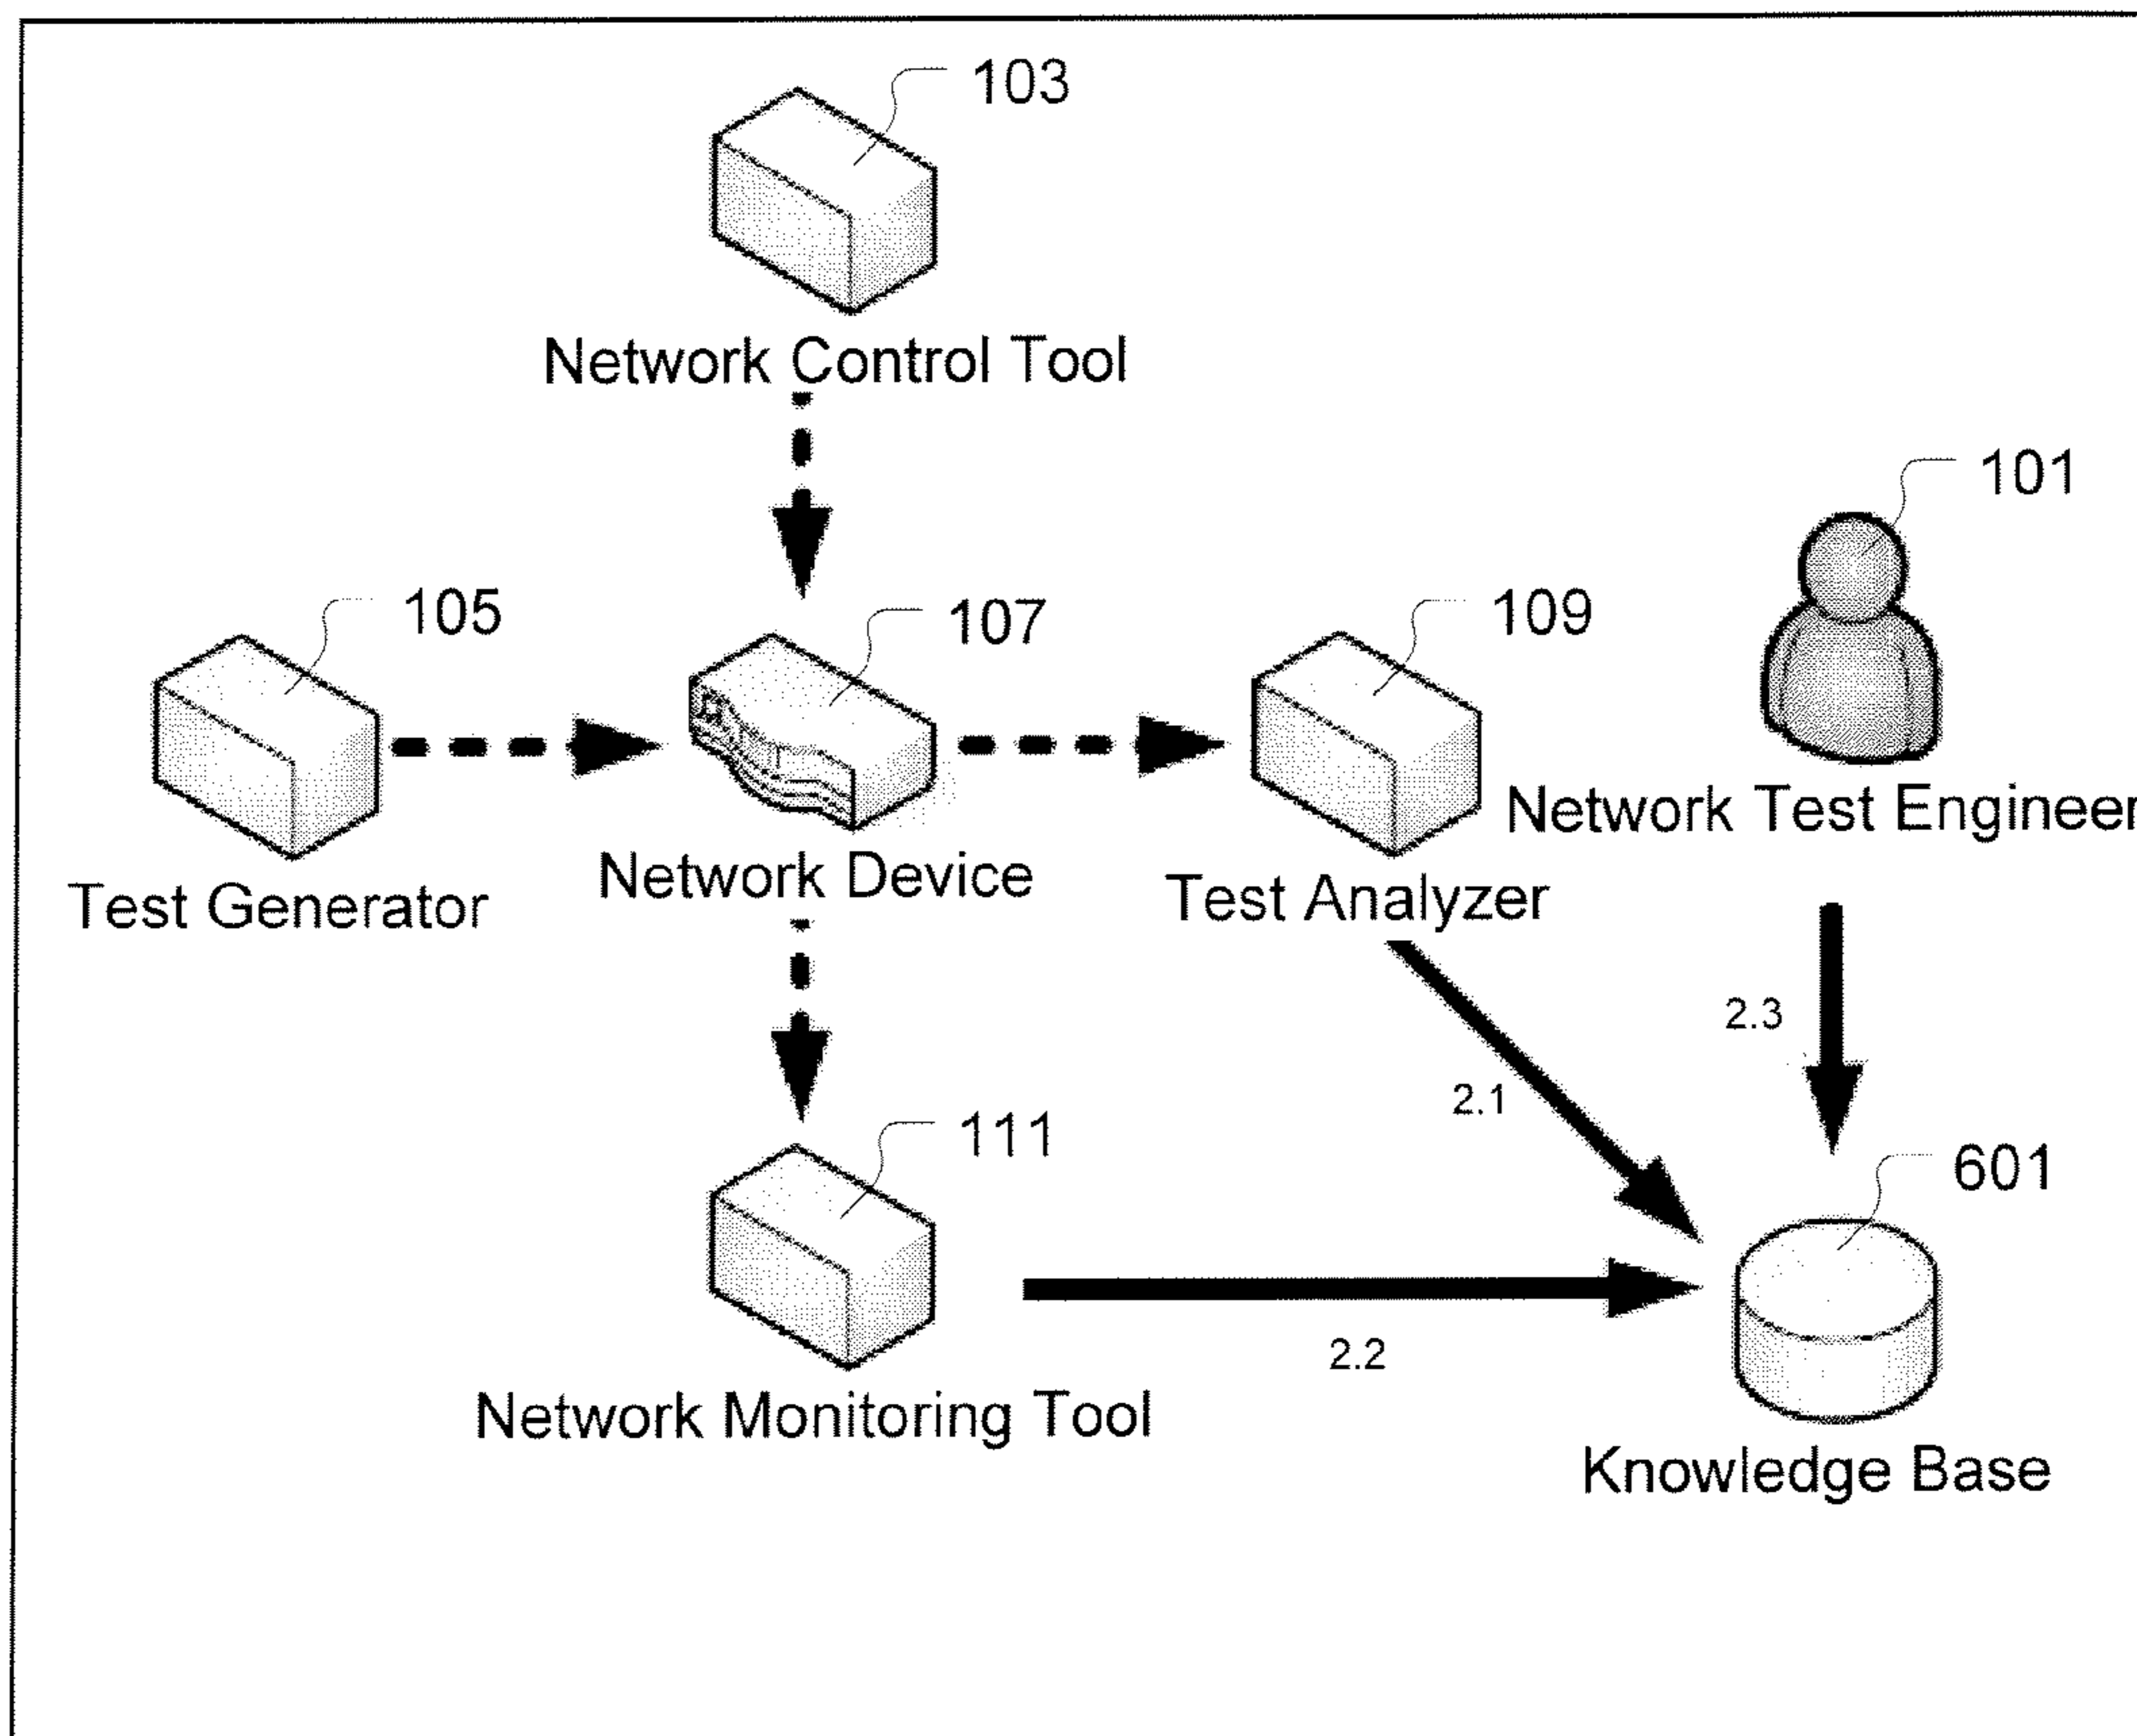 103
Network Control Tool
101
105
107
109
Network Test Engineer
Network Device
Test Analyzer
Test Generator
2.3
2.1
111
601
2.2
Network Monitoring Tool
Knowledge Base